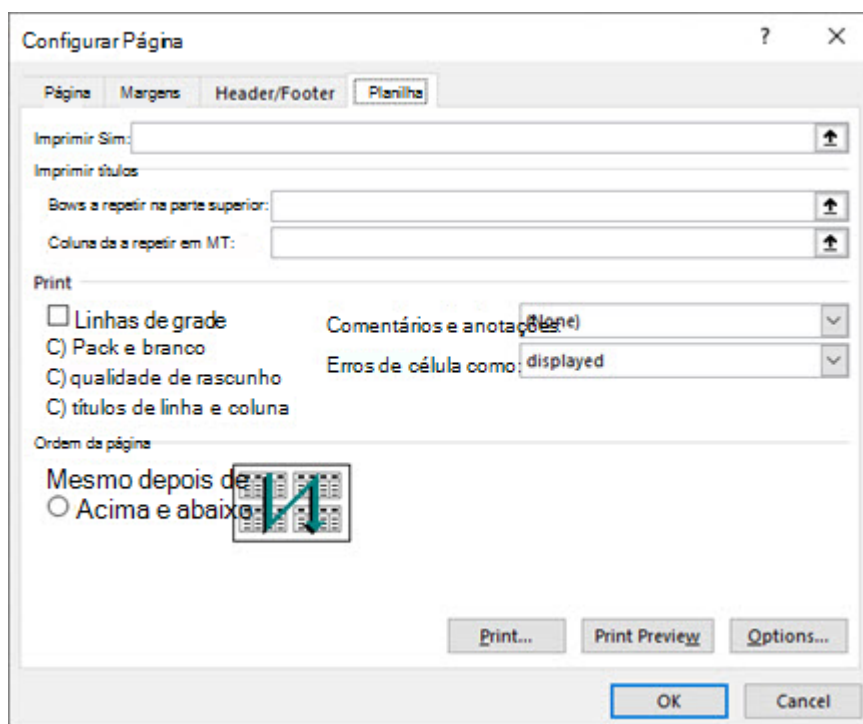 Configurar Página
?
Página Margens Header/Footer Planilha
Imprimir Sim:
Imprimir títulos
Bows a repetir na parte superior:
Coluna da a repetir em MT:
Print
Linhas de grade
C) Pack e branco
C) qualidade de rascunho
C) títulos de linha e coluna
Comentários e anotações: (None)
Erros de célula como: displayed
Ordem da página
Mesmo depois de
Acima e abaixo
Print... Print Preview Options...
OK Cancel